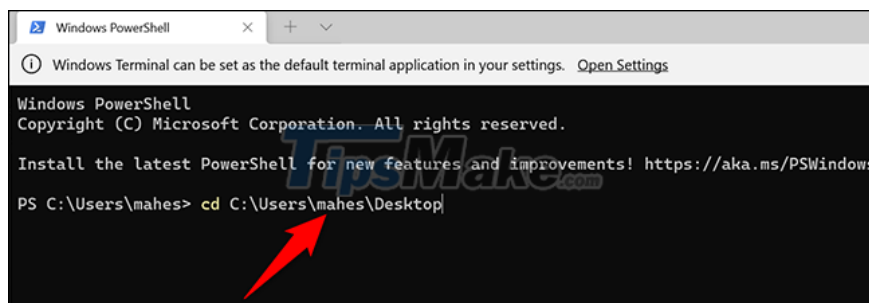 Windows PowerShell
Windows Terminal can be set as the default terminal application in your settings. Open Settings
Windows PowerShell
Copyright (C) Microsoft Corporation. All rights reserved.
Install the latest PowerShell for new features and improvements! https://aka.ms/PSWindows
TipsMake.com
PS C:\Users\mahes> cd C:\Users\mahes\Desktop